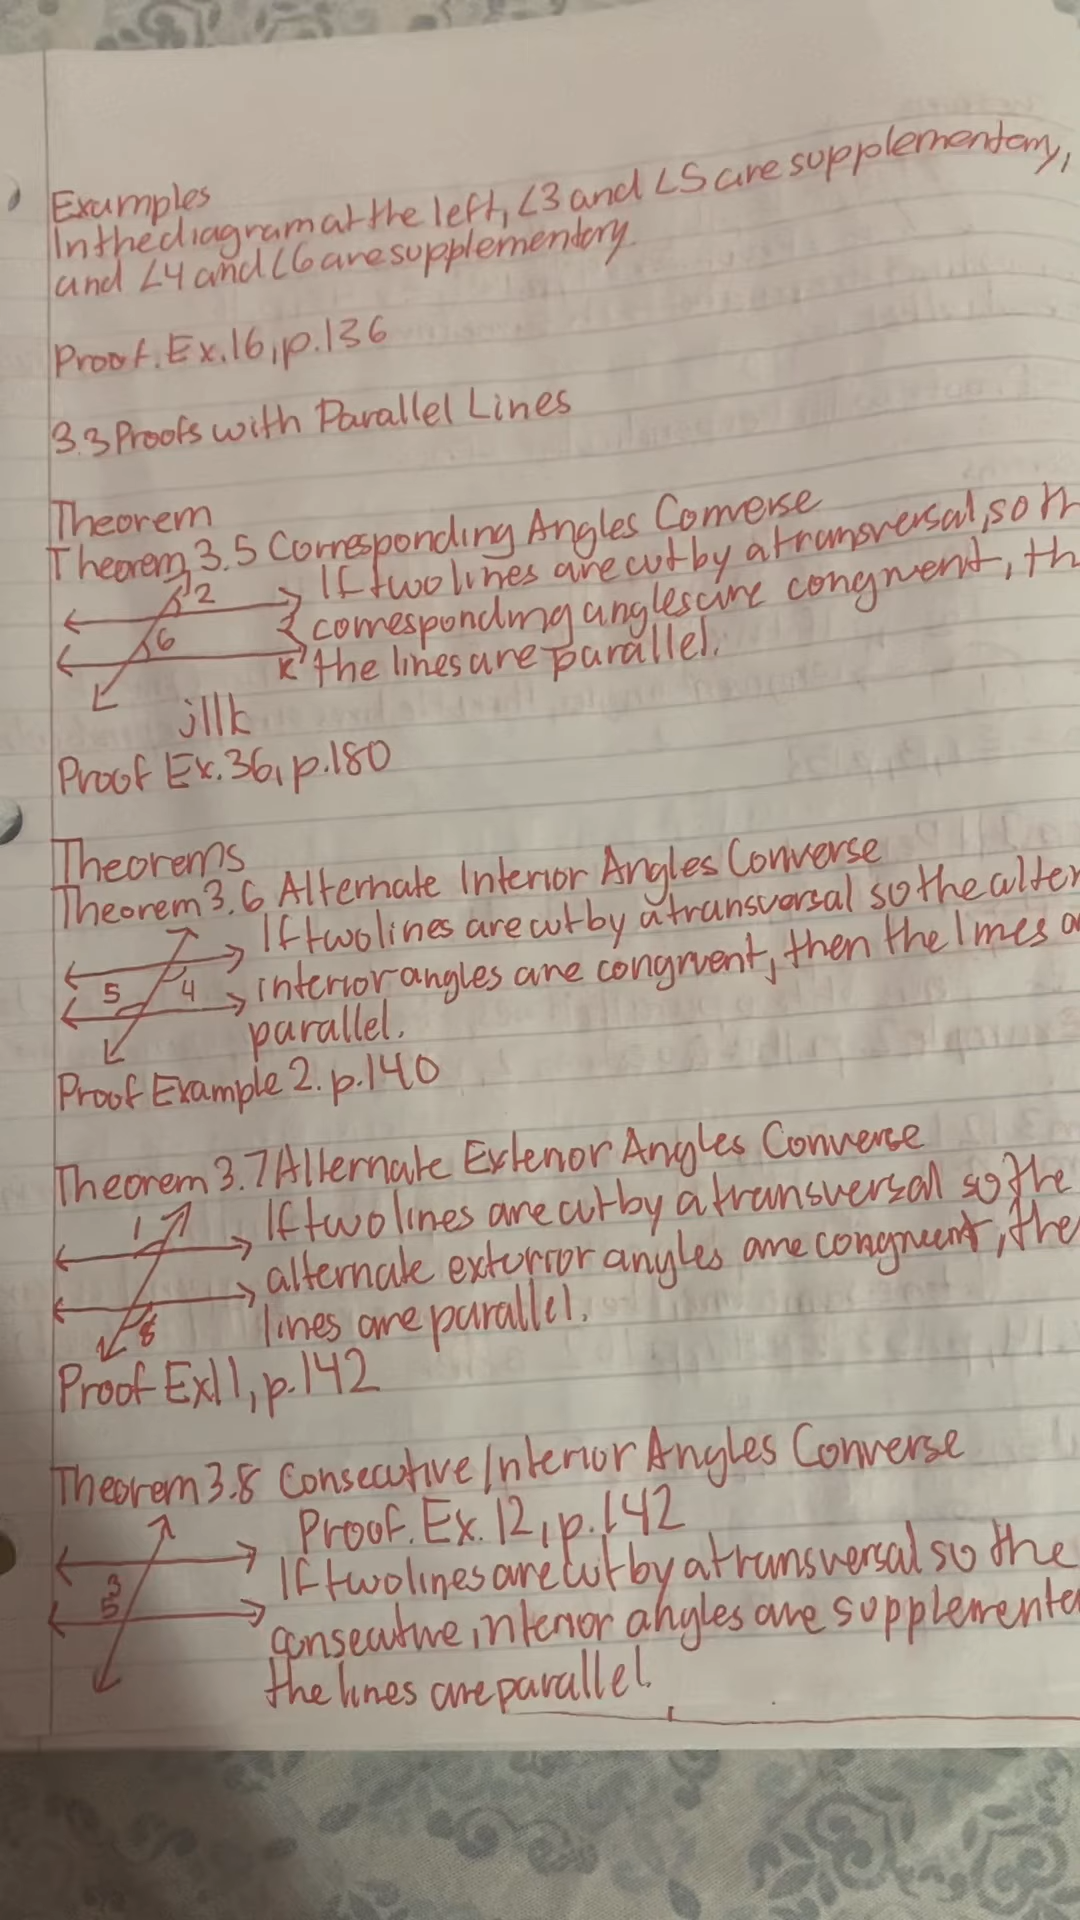 Examples
In the diagram at the left, ∠3 and ∠5 are supplementary,
and ∠4 and ∠6 are supplementary.
Proof. Ex. 16, p. 136
3.3 Proofs with Parallel Lines
Theorem
Theorem 3.5 Corresponding Angles Converse
If two lines are cut by a transversal, so th
2
corresponding angles are congruent, th
6
k the lines are parallel.
j||k
Proof Ex. 36, p. 180
Theorems
Theorem 3.6 Alternate Interior Angles Converse
If two lines are cut by a transversal so the alter
5 4 interior angles are congruent, then the lines a
parallel.
Proof Example 2. p. 140
Theorem 3.7 Alternate Exterior Angles Converse
1 If two lines are cut by a transversal so the
alternate exterior angles are congruent, the
8 lines are parallel.
Proof Ex 11, p. 142
Theorem 3.8 Consecutive Interior Angles Converse
Proof. Ex. 12, p. 142
3 If two lines are cut by a transversal so the
5 consecutive interior angles are supplemente
the lines are parallel.